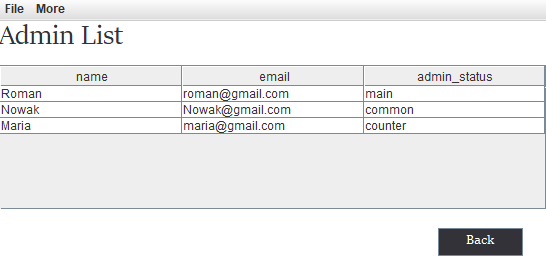 File More
Admin List
name email admin_status
Roman roman@gmail.com main
Nowak Nowak@gmail.com common
Maria maria@gmail.com counter
Back